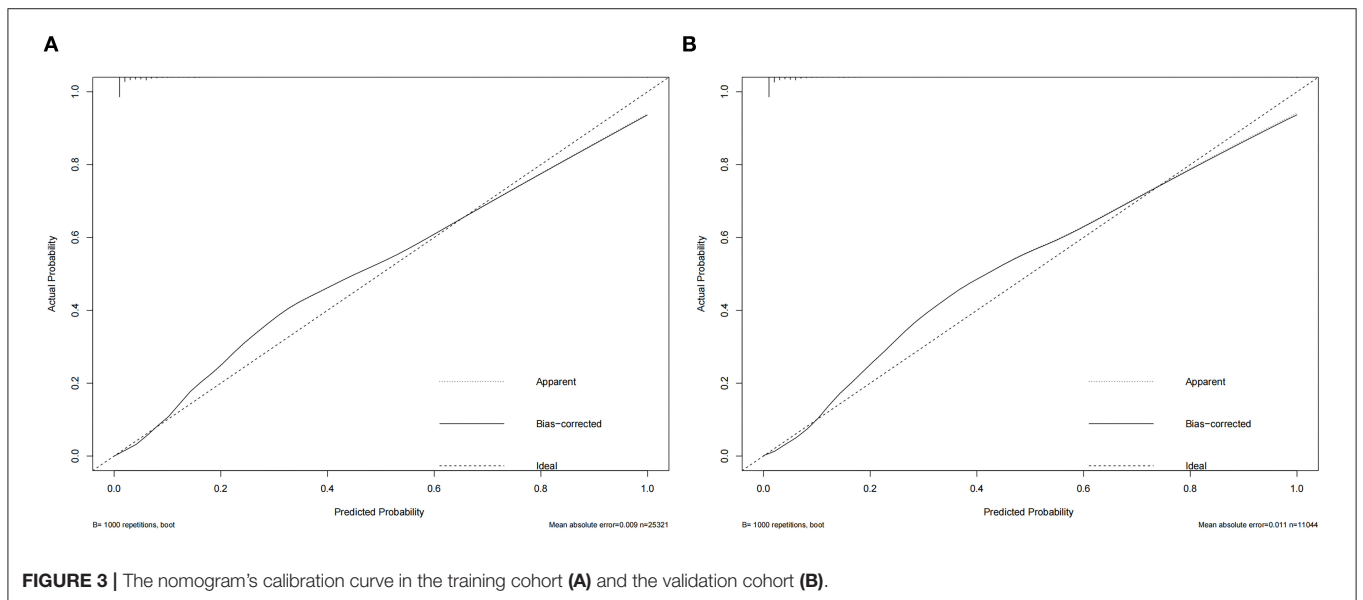 A
1.0
0.8
0.6
0.4
0.2
0.0
Actual Probability
Apparent
Bias-corrected
Ideal
0.0 0.2 0.4 0.6 0.8 1.0
Predicted Probability
B= 1000 repetitions, boot
Mean absolute error=0.009 n=25321
B
1.0
0.8
0.6
0.4
0.2
0.0
Actual Probability
Apparent
Bias-corrected
Ideal
0.0 0.2 0.4 0.6 0.8 1.0
Predicted Probability
B= 1000 repetitions, boot
Mean absolute error=0.011 n=11044
FIGURE 3 | The nomogram's calibration curve in the training cohort (A) and the validation cohort (B).